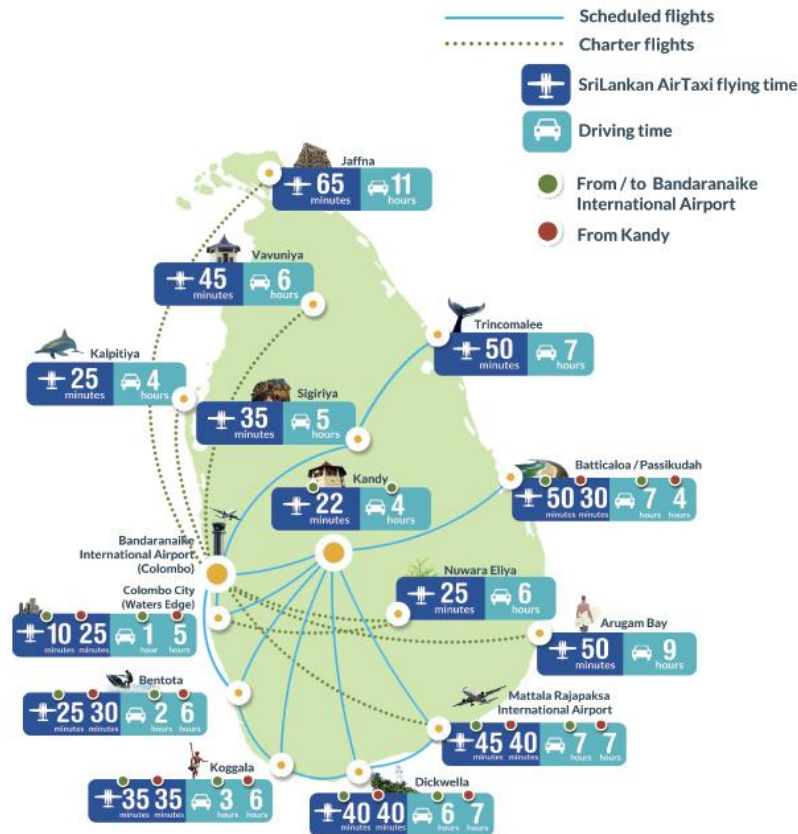 Scheduled flights
Charter flights
SriLankan AirTaxi flying time
Driving time
From / to Bandaranaike
International Airport
From Kandy
Jaffna
65 11
minutes hours
Vavuniya
45 6
minutes hours
Trincomalee
50 7
minutes hours
Kalpitiya
25 4
minutes hours
Sigiriya
35 5
minutes hours
Batticaloa / Passikudah
50 30 7 4
minutes minutes hours hours
Kandy
22 4
minutes hours
Bandaranaike
International Airport
(Colombo)
Colombo City
(Waters Edge)
10 25 1 5
minutes minutes hour hours
Nuwara Eliya
25 6
minutes hours
Arugam Bay
50 9
minutes hours
Bentota
25 30 2 6
minutes minutes hours hours
Mattala Rajapaksa
International Airport
45 40 7 7
minutes minutes hours hours
Koggala
35 35 3 6
minutes minutes hours hours
Dickwella
40 40 6 7
minutes minutes hours hours